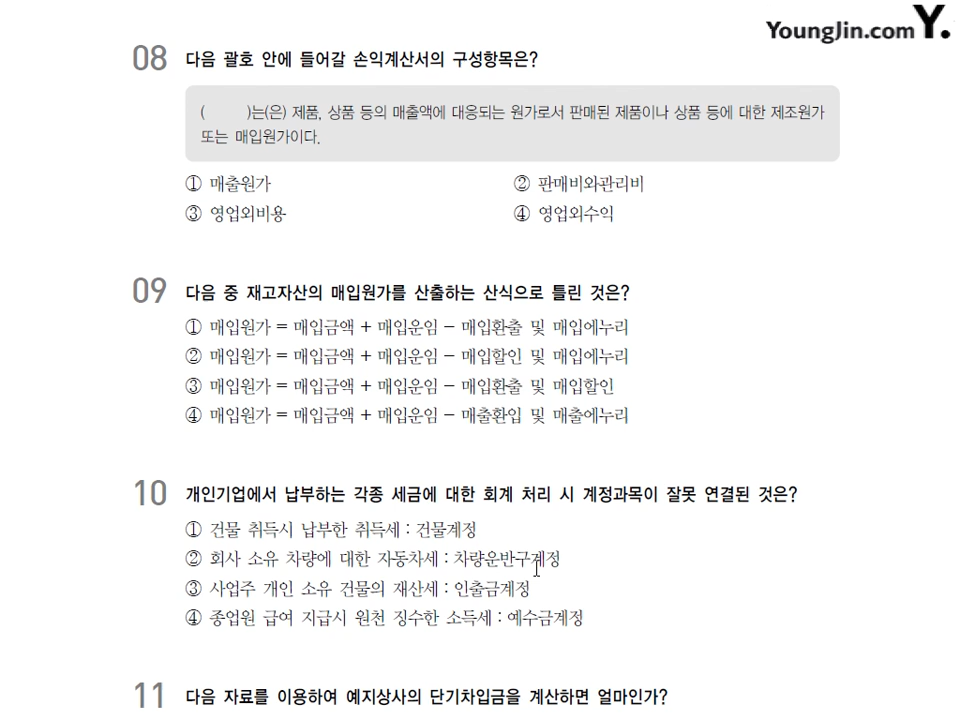 YoungJin.com Y.
08 다음 괄호 안에 들어갈 손익계산서의 구성항목은?
( )는(은) 제품, 상품 등의 매출액에 대응되는 원가로서 판매된 제품이나 상품 등에 대한 제조원가
또는 매입원가이다.
① 매출원가 ② 판매비와관리비
③ 영업외비용 ④ 영업외수익
09 다음 중 재고자산의 매입원가를 산출하는 산식으로 틀린 것은?
① 매입원가 = 매입금액 + 매입운임 - 매입환출 및 매입에누리
② 매입원가 = 매입금액 + 매입운임 - 매입할인 및 매입에누리
③ 매입원가 = 매입금액 + 매입운임 - 매입환출 및 매입할인
④ 매입원가 = 매입금액 + 매입운임 - 매출환입 및 매출에누리
10 개인기업에서 납부하는 각종 세금에 대한 회계 처리 시 계정과목이 잘못 연결된 것은?
① 건물 취득시 납부한 취득세 : 건물계정
② 회사 소유 차량에 대한 자동차세 : 차량운반구계정
③ 사업주 개인 소유 건물의 재산세 : 인출금계정
④ 종업원 급여 지급시 원천 징수한 소득세 : 예수금계정
11 다음 자료를 이용하여 예지상사의 단기차입금을 계산하면 얼마인가?